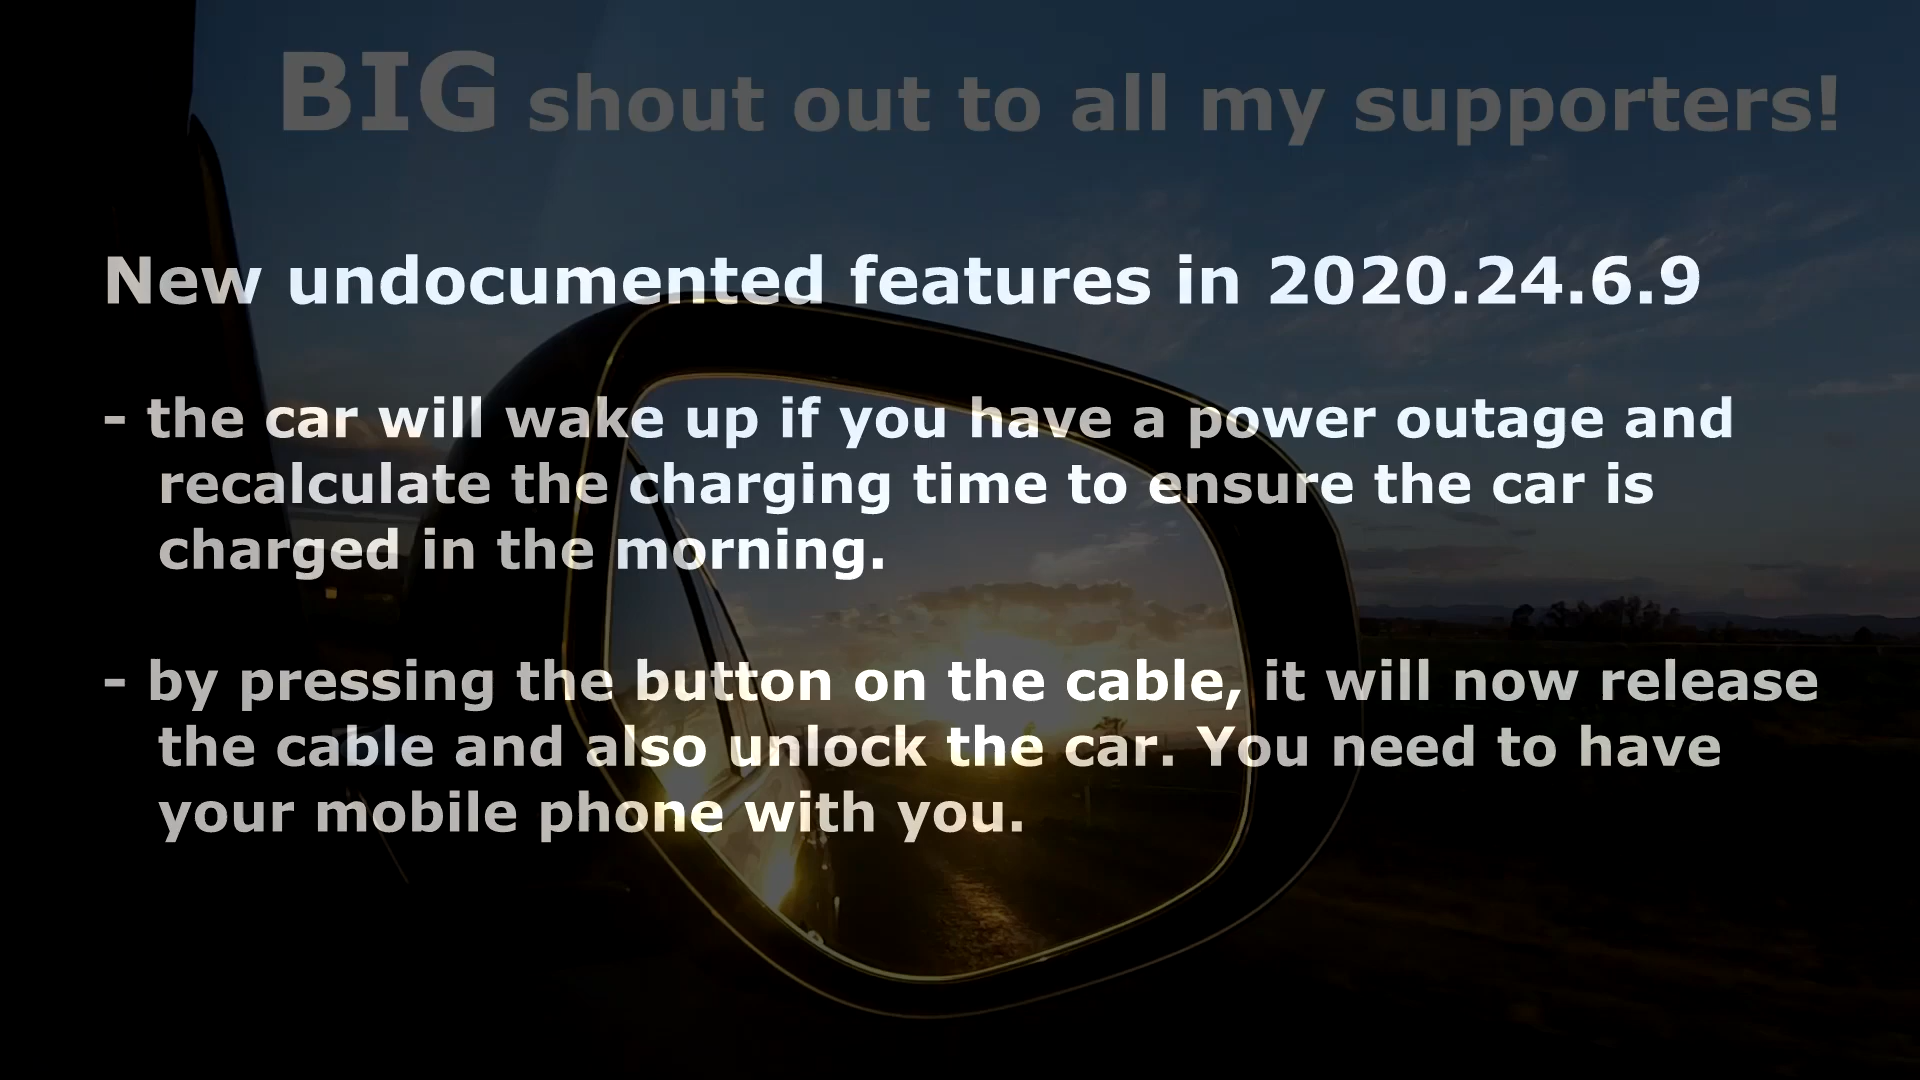 BIG shout out to all my supporters!
New undocumented features in 2020.24.6.9
- the car will wake up if you have a power outage and
recalculate the charging time to ensure the car is
charged in the morning.
- by pressing the button on the cable, it will now release
the cable and also unlock the car. You need to have
your mobile phone with you.